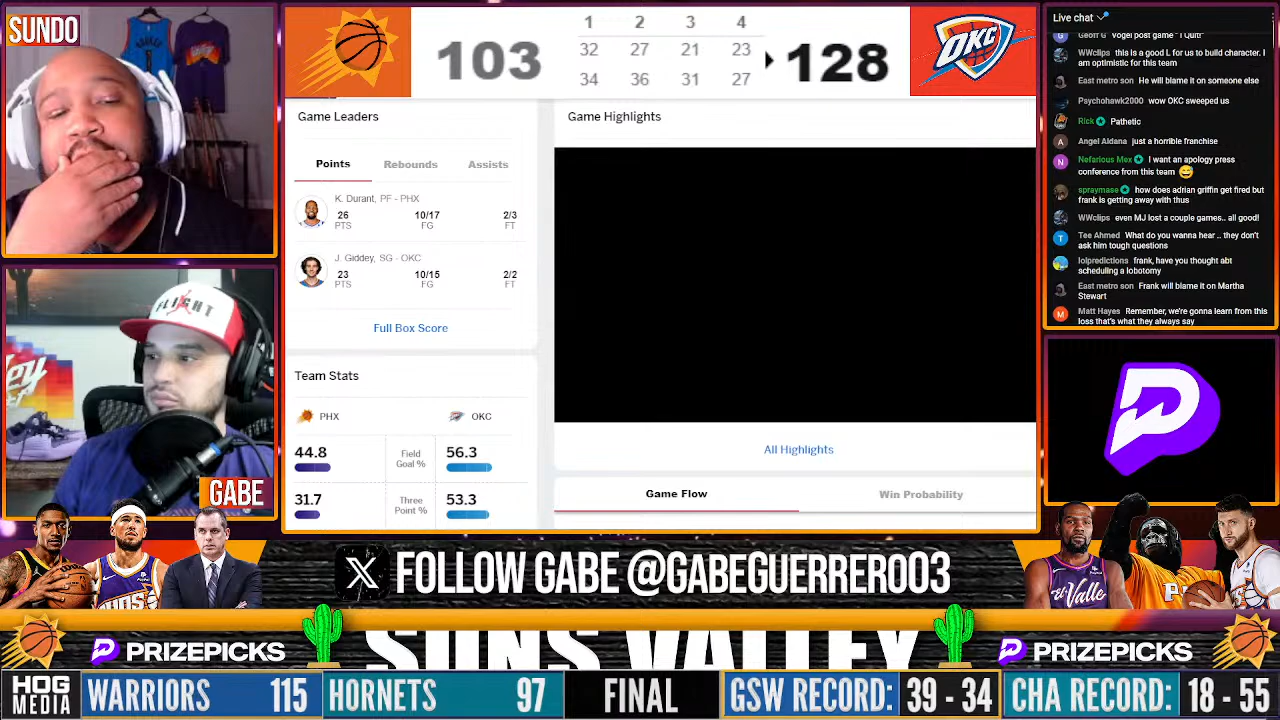 SUNDO
FLIGHT
GABE
103
1 2 3 4
32 27 21 23
34 36 31 27
128
OKC
Game Leaders
Points Rebounds Assists
K. Durant, PF - PHX
26 10/17 2/3
PTS FG FT
J. Giddey, SG - OKC
23 10/15 2/2
PTS FG FT
Full Box Score
Team Stats
PHX OKC
44.8 Field Goal % 56.3
31.7 Three Point % 53.3
Game Highlights
All Highlights
Game Flow Win Probability
Live chat
Vogel post game "I Quit"
WWclips this is a good L for us to build character. I
am optimistic for this team
East metro son He will blame it on someone else
Psychohawk2000 wow OKC sweeped us
Rick Pathetic
Angel Aldana just a horrible franchise
Nefarious Mex I want an apology press
conference from this team 😅
spraymase how does adrian griffin get fired but
frank is getting away with thus
WWclips even MJ lost a couple games.. all good!
Tee Ahmed What do you wanna hear .. they don't
ask him tough questions
lolpredictions frank, have you thought abt
scheduling a lobotomy
East metro son Frank will blame it on Martha
Stewart
Matt Hayes Remember, we're gonna learn from this
loss that's what they always say
X FOLLOW GABE @GABEGUERRERO03
PRIZEPICKS SUNS VALLEY PRIZEPICKS
HOG MEDIA WARRIORS 115 HORNETS 97 FINAL GSW RECORD: 39 - 34 CHA RECORD: 18 - 55